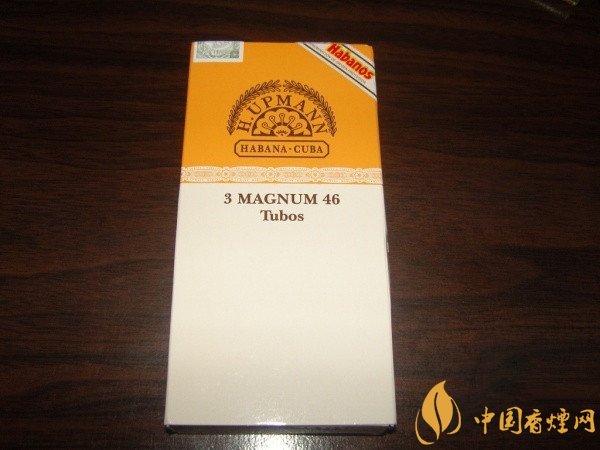 Habanos
H. UPMANN
HABANA-CUBA
3 MAGNUM 46
Tubos
中国香烟网